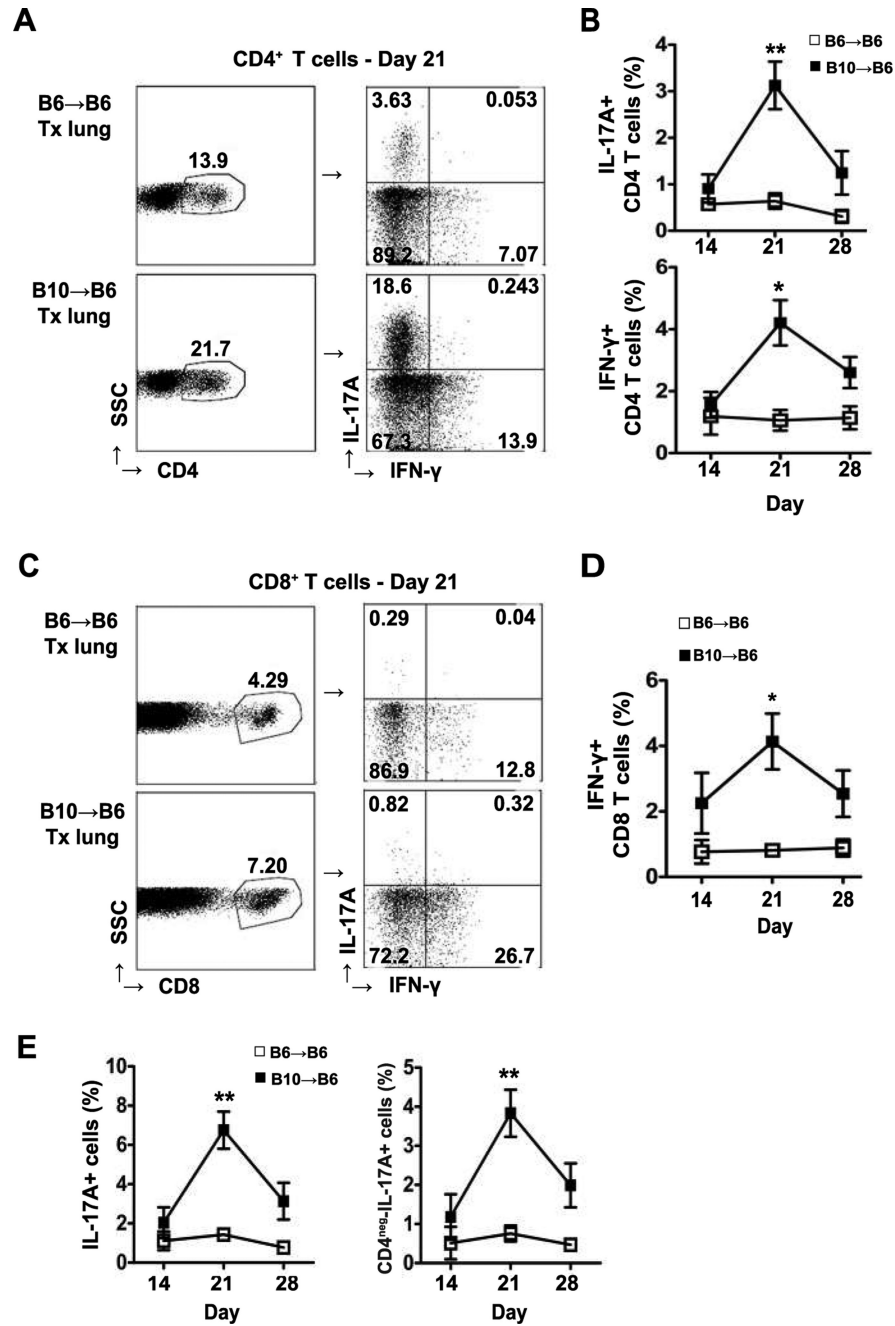 A
CD4+ T cells - Day 21
B6→B6
Tx lung
13.9
→
3.63
0.053
89.2
7.07
B10→B6
Tx lung
21.7
→
18.6
0.243
67.3
13.9
SSC
CD4
IL-17A
IFN-γ
B
B6→B6
B10→B6
IL-17A+
CD4 T cells (%)
4
3
2
1
0
**
14 21 28
IFN-γ+
CD4 T cells (%)
6
4
2
0
*
14 21 28
Day
C
CD8+ T cells - Day 21
B6→B6
Tx lung
4.29
→
0.29
0.04
86.9
12.8
B10→B6
Tx lung
7.20
→
0.82
0.32
72.2
26.7
SSC
CD8
IL-17A
IFN-γ
D
B6→B6
B10→B6
IFN-γ+
CD8 T cells (%)
6
4
2
0
*
14 21 28
Day
E
B6→B6
B10→B6
IL-17A+ cells (%)
10
8
6
4
2
0
**
14 21 28
Day
CD4neg-IL-17A+ cells (%)
5
4
3
2
1
0
**
14 21 28
Day